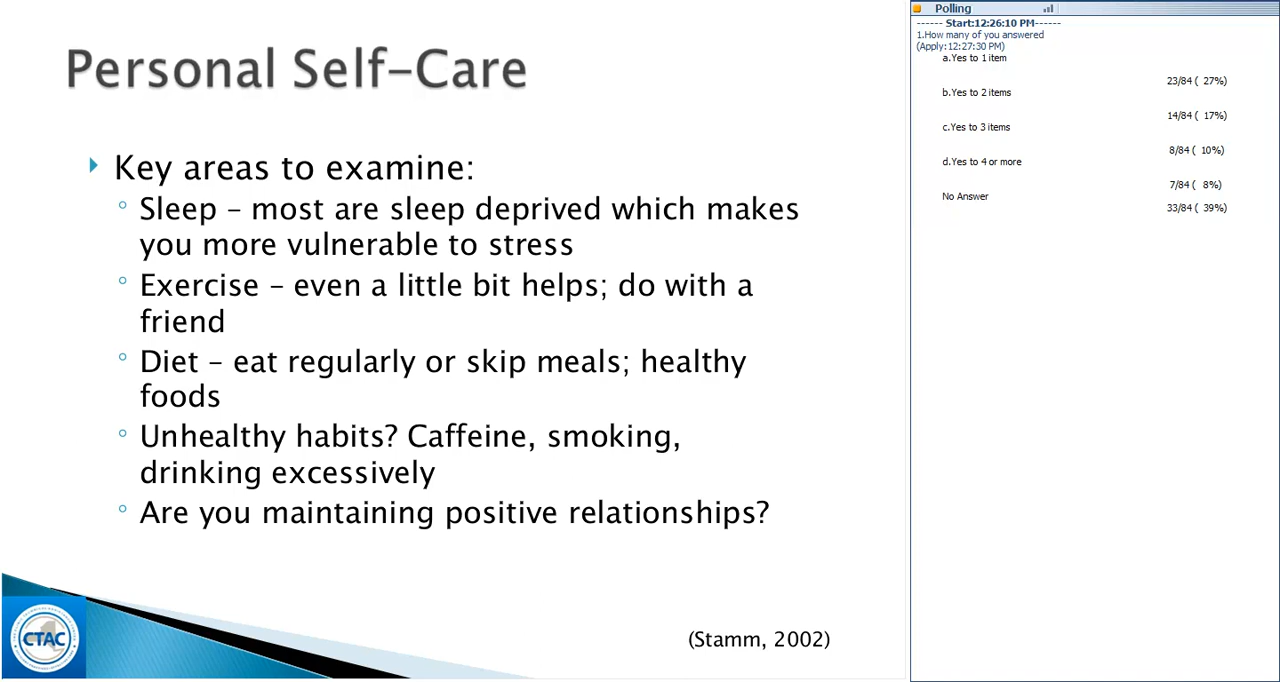 Personal Self-Care
Key areas to examine:
Sleep – most are sleep deprived which makes
you more vulnerable to stress
Exercise – even a little bit helps; do with a
friend
Diet – eat regularly or skip meals; healthy
foods
Unhealthy habits? Caffeine, smoking,
drinking excessively
Are you maintaining positive relationships?
(Stamm, 2002)
CTAC
Polling
------ Start:12:26:10 PM------
1.How many of you answered
(Apply:12:27:30 PM)
a.Yes to 1 item
23/84 ( 27%)
b.Yes to 2 items
14/84 ( 17%)
c.Yes to 3 items
8/84 ( 10%)
d.Yes to 4 or more
7/84 ( 8%)
No Answer
33/84 ( 39%)